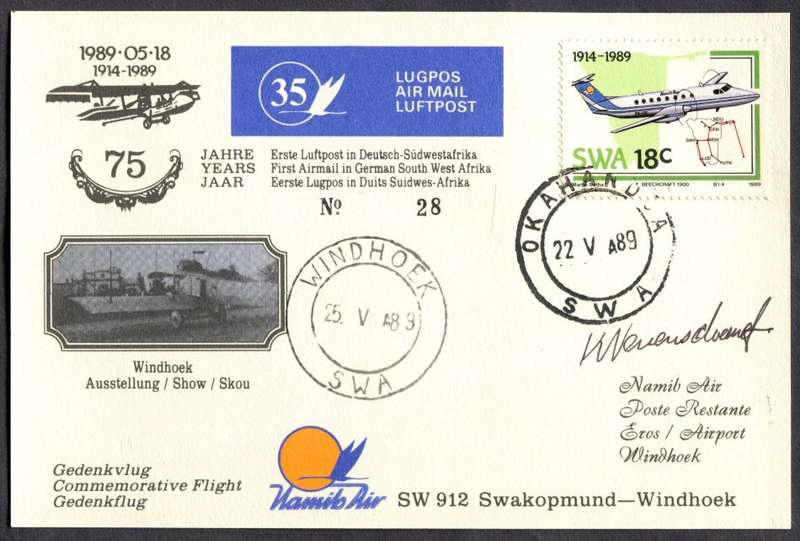 1989·05·18
1914-1989
35
LUGPOS
AIR MAIL
LUFTPOST
1914-1989
SWA 18c
BEECHCRAFT 1900
1989
75
JAHRE Erste Luftpost in Deutsch-Südwestafrika
YEARS First Airmail in German South West Africa
JAAR Eerste Lugpos in Duits Suidwes-Afrika
No 28
OKAHANDJA
22 V A89
SWA
WINDHOEK
25. V A89
SWA
Windhoek
Ausstellung / Show / Skou
Namib Air
Poste Restante
Eros / Airport
Windhoek
Gedenkvlug
Commemorative Flight
Gedenkflug
Namib Air
SW 912 Swakopmund—Windhoek